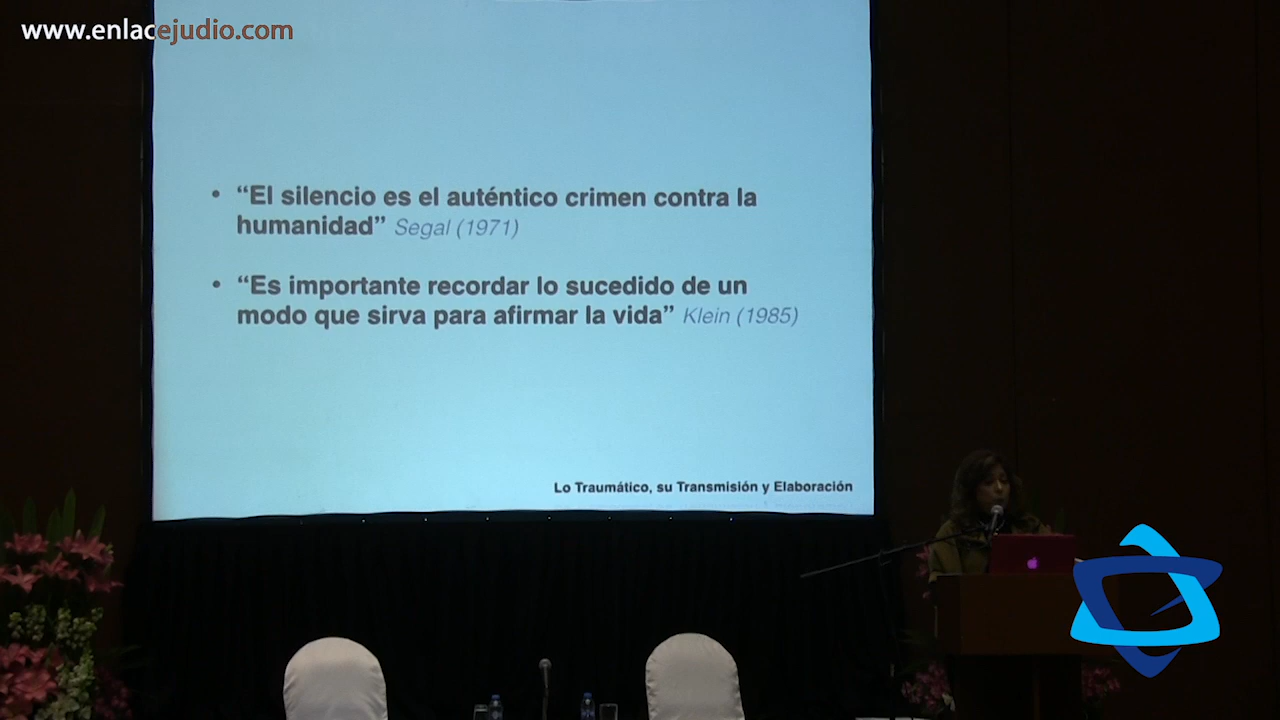 www.enlacejudio.com
• “El silencio es el auténtico crimen contra la
humanidad” Segal (1971)
• “Es importante recordar lo sucedido de un
modo que sirva para afirmar la vida” Klein (1985)
Lo Traumático, su Transmisión y Elaboración